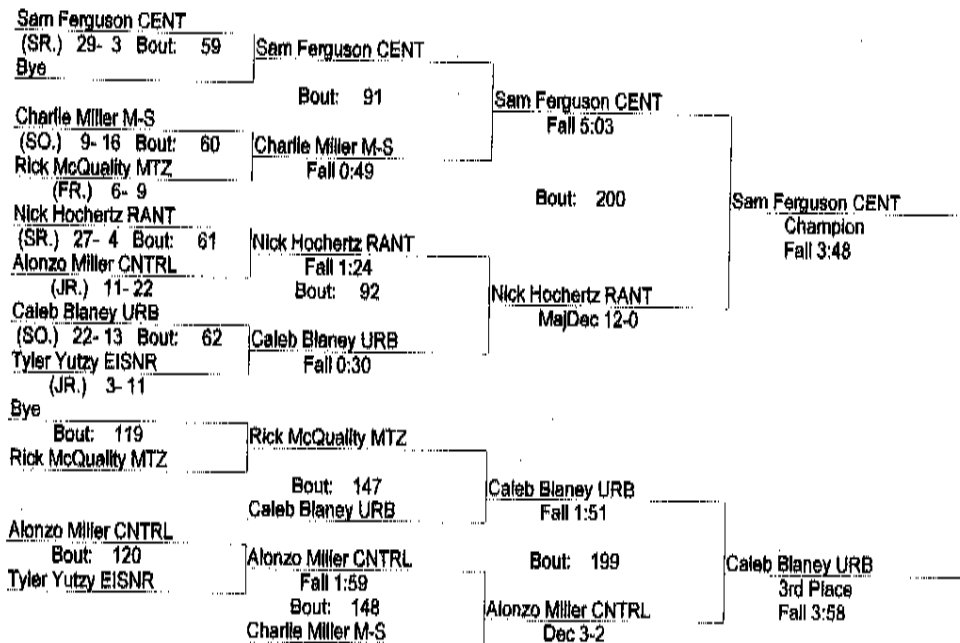 Sam Ferguson CENT
(SR.) 29- 3 Bout: 59
Bye
Sam Ferguson CENT
Bout: 91
Charlie Miller M-S
(SO.) 9- 16 Bout: 60
Rick McQuality MTZ
(FR.) 6- 9
Charlie Miller M-S
Fall 0:49
Sam Ferguson CENT
Fall 5:03
Bout: 200
Nick Hochertz RANT
(SR.) 27- 4 Bout: 61
Alonzo Miller CNTRL
(JR.) 11- 22
Nick Hochertz RANT
Fall 1:24
Bout: 92
Caleb Blaney URB
(SO.) 22- 13 Bout: 62
Tyler Yutzy EISNR
(JR.) 3- 11
Caleb Blaney URB
Fall 0:30
Nick Hochertz RANT
MajDec 12-0
Sam Ferguson CENT
Champion
Fall 3:48
Bye
Bout: 119
Rick McQuality MTZ
Rick McQuality MTZ
Bout: 147
Caleb Blaney URB
Caleb Blaney URB
Fall 1:51
Bout: 199
Alonzo Miller CNTRL
Bout: 120
Tyler Yutzy EISNR
Alonzo Miller CNTRL
Fall 1:59
Bout: 148
Charlie Miller M-S
Alonzo Miller CNTRL
Dec 3-2
Caleb Blaney URB
3rd Place
Fall 3:58